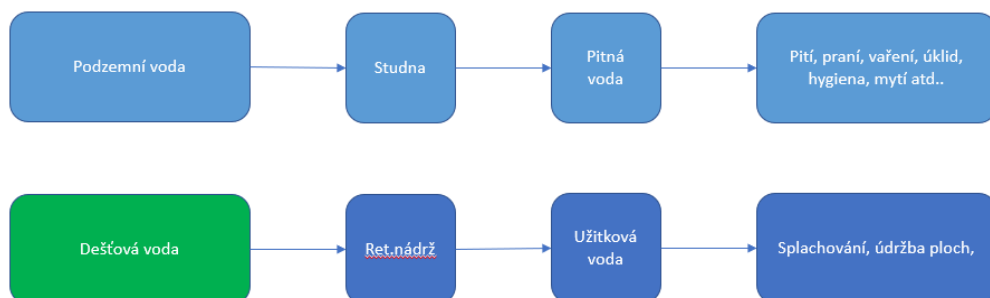 Podzemní voda
Studna
Pitná
voda
Pití, praní, vaření, úklid,
hygiena, mytí atd..
Dešťová voda
Ret.nádrž
Užitková
voda
Splachování, údržba ploch,